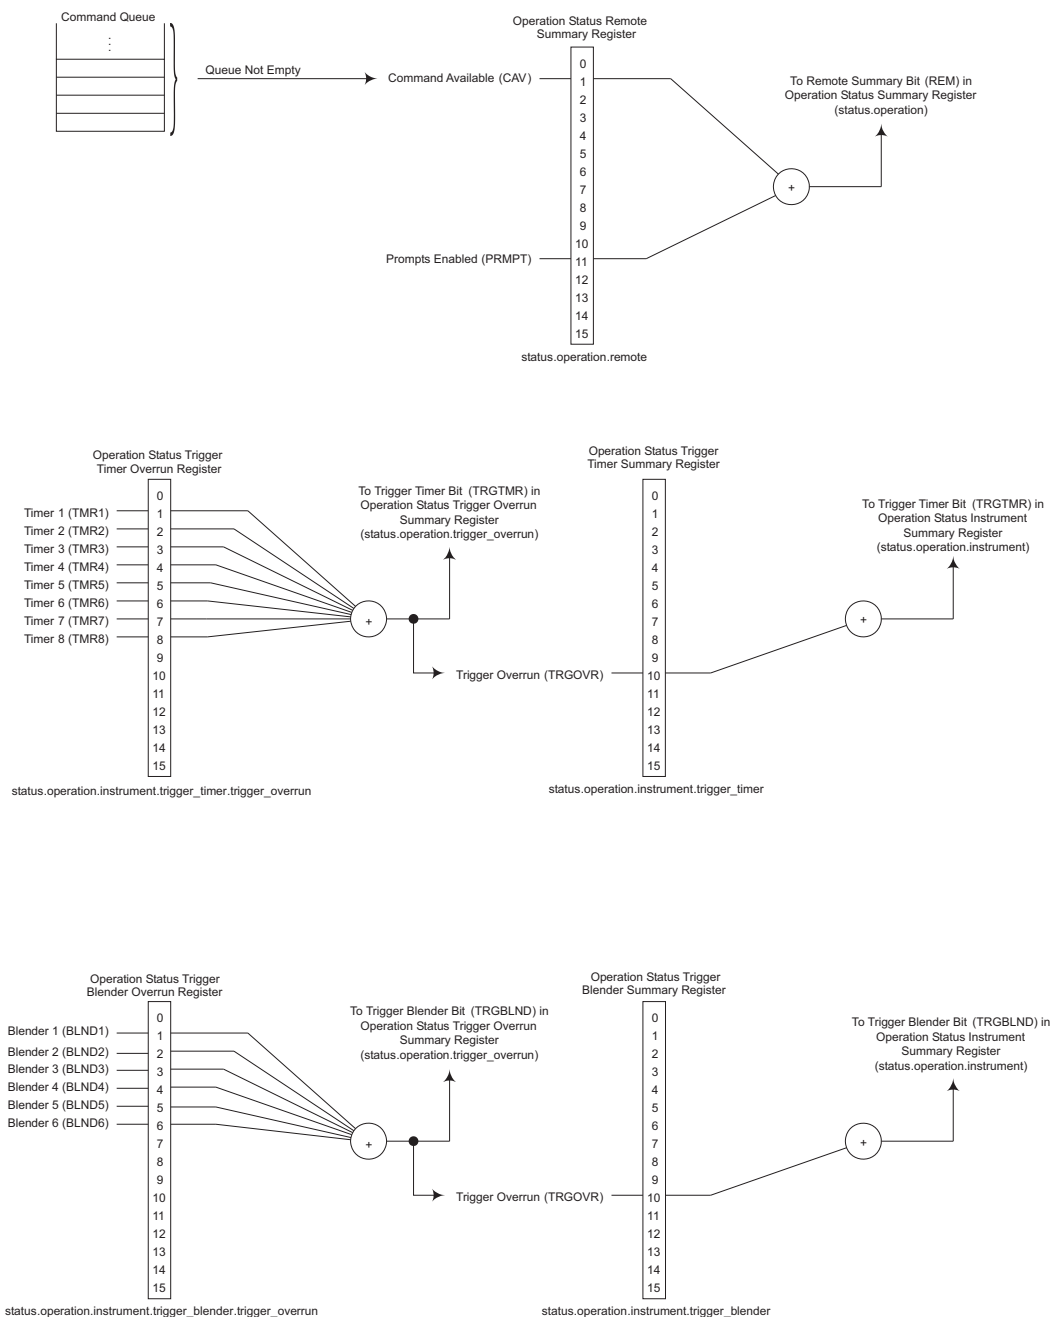 Command Queue
Queue Not Empty
Command Available (CAV)
Prompts Enabled (PRMPT)
Operation Status Remote
Summary Register
0
1
2
3
4
5
6
7
8
9
10
11
12
13
14
15
status.operation.remote
+
To Remote Summary Bit (REM) in
Operation Status Summary Register
(status.operation)
Operation Status Trigger
Timer Overrun Register
Timer 1 (TMR1)
Timer 2 (TMR2)
Timer 3 (TMR3)
Timer 4 (TMR4)
Timer 5 (TMR5)
Timer 6 (TMR6)
Timer 7 (TMR7)
Timer 8 (TMR8)
0
1
2
3
4
5
6
7
8
9
10
11
12
13
14
15
status.operation.instrument.trigger_timer.trigger_overrun
+
To Trigger Timer Bit (TRGTMR) in
Operation Status Trigger Overrun
Summary Register
(status.operation.trigger_overrun)
Trigger Overrun (TRGOVR)
Operation Status Trigger
Timer Summary Register
0
1
2
3
4
5
6
7
8
9
10
11
12
13
14
15
status.operation.instrument.trigger_timer
+
To Trigger Timer Bit (TRGTMR) in
Operation Status Instrument
Summary Register
(status.operation.instrument)
Operation Status Trigger
Blender Overrun Register
Blender 1 (BLND1)
Blender 2 (BLND2)
Blender 3 (BLND3)
Blender 4 (BLND4)
Blender 5 (BLND5)
Blender 6 (BLND6)
0
1
2
3
4
5
6
7
8
9
10
11
12
13
14
15
status.operation.instrument.trigger_blender.trigger_overrun
+
To Trigger Blender Bit (TRGBLND) in
Operation Status Trigger Overrun
Summary Register
(status.operation.trigger_overrun)
Trigger Overrun (TRGOVR)
Operation Status Trigger
Blender Summary Register
0
1
2
3
4
5
6
7
8
9
10
11
12
13
14
15
status.operation.instrument.trigger_blender
+
To Trigger Blender Bit (TRGBLND) in
Operation Status Instrument
Summary Register
(status.operation.instrument)